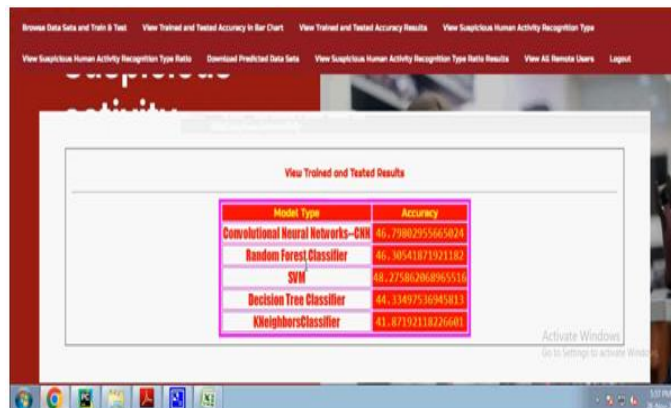 Browse Data Sets and Train & Test View Trained and Tested Accuracy in Bar Chart View Trained and Tested Accuracy Results View Suspicious Human Activity Recognition Type
View Suspicious Human Activity Recognition Type Ratio Download Predicted Data Sets View Suspicious Human Activity Recognition Type Ratio Results View All Remote Users Logout
Suspicious
activity
View Trained and Tested Results
Model Type Accuracy
Convolutional Neural Networks--CNN 46.79802955665024
Random Forest Classifier 46.30541871921182
SVM 48.275862068965516
Decision Tree Classifier 44.33497536945813
KNeighborsClassifier 41.87192118226601
Activate Windows
Go to Settings to activate Windows.